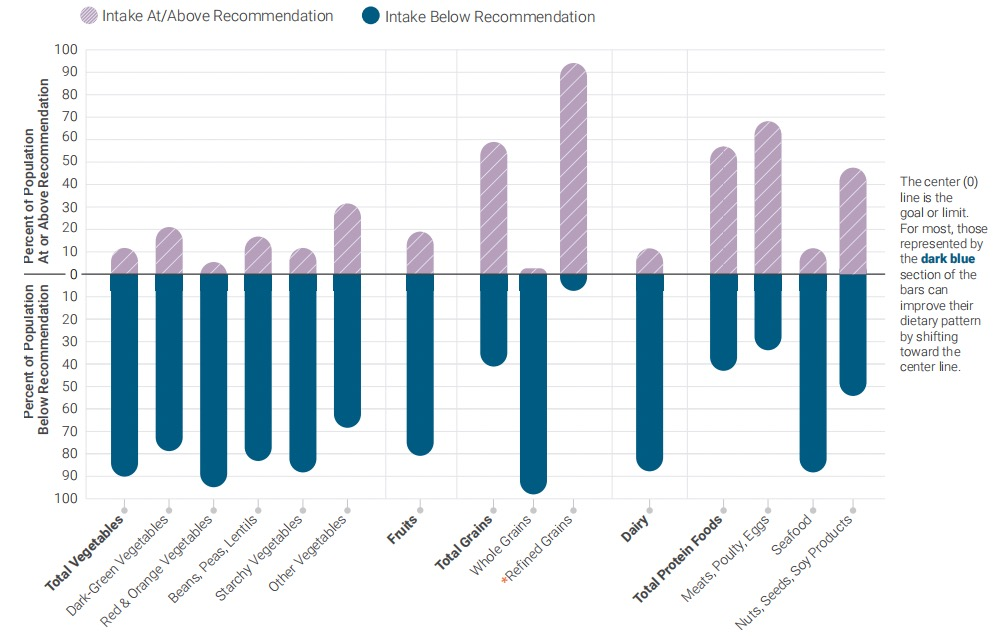 Intake At/Above Recommendation
Intake Below Recommendation
Percent of Population
At or Above Recommendation
100
90
80
70
60
50
40
30
20
10
0
Percent of Population
Below Recommendation
10
20
30
40
50
60
70
80
90
100
Total Vegetables
Dark-Green Vegetables
Red & Orange Vegetables
Beans, Peas, Lentils
Starchy Vegetables
Other Vegetables
Fruits
Total Grains
Whole Grains
*Refined Grains
Dairy
Total Protein Foods
Meats, Poulty, Eggs
Seafood
Nuts, Seeds, Soy Products
The center (0)
line is the
goal or limit.
For most, those
represented by
the dark blue
section of the
bars can
improve their
dietary pattern
by shifting
toward the
center line.